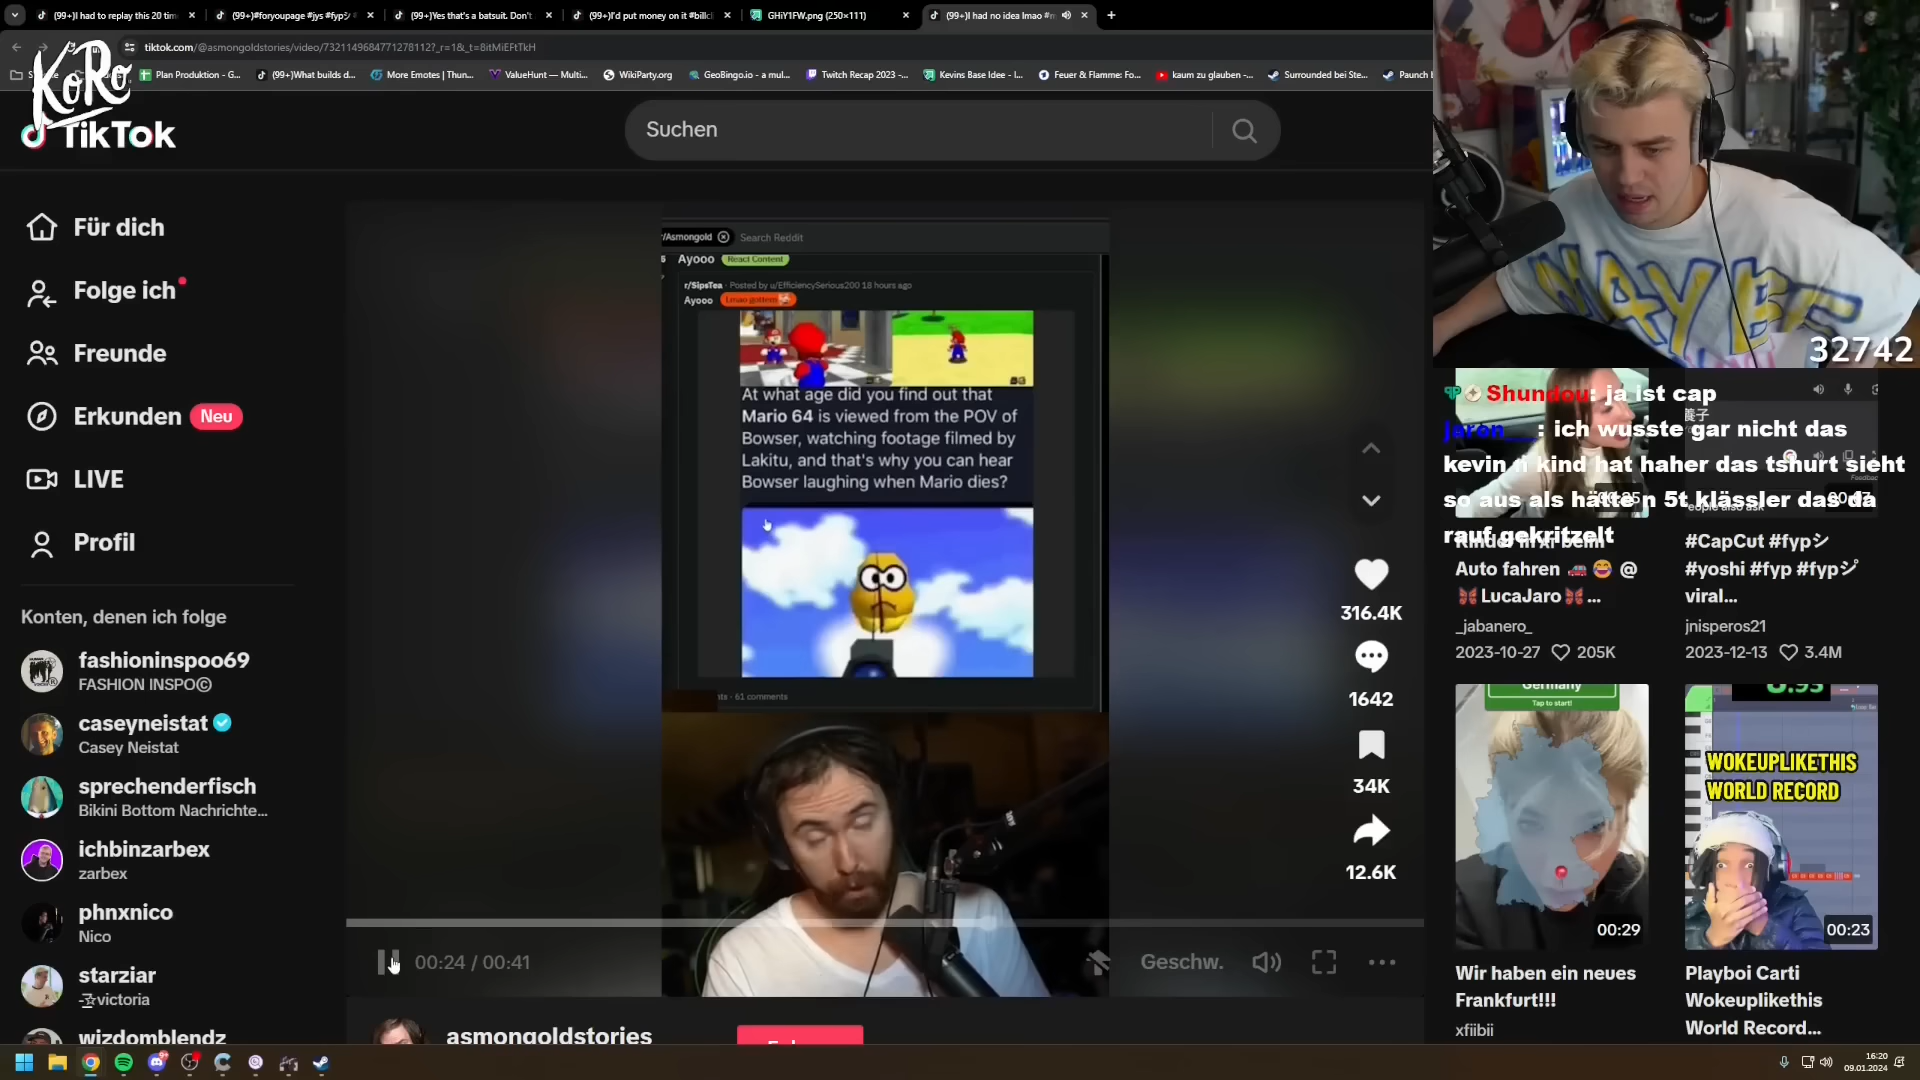 (99+)I had to replay this 20 tim
(99+)#foryoupage #jys #fypシ
(99+)Yes that's a batsuit. Don't
(99+)I'd put money on it #billcl
GHiY1FW.png (250×111)
(99+)I had no idea lmao #m
tiktok.com/@asmongoldstories/video/7321149684771278112?_r=1&_t=8itMiEFtTkH
Plan Produktion - G...
(99+)What builds d...
More Emotes | Thun...
ValueHunt — Multi...
WikiParty.org
GeoBingo.io - a mul...
Twitch Recap 2023 -...
Kevins Base Idee - I...
Feuer & Flamme: Fo...
kaum zu glauben -...
Surrounded bei Ste...
Paunch b
KoRo
TikTok
Suchen
Für dich
Folge ich
Freunde
Erkunden Neu
LIVE
Profil
Konten, denen ich folge
fashioninspoo69
FASHION INSPO©
caseyneistat
Casey Neistat
sprechenderfisch
Bikini Bottom Nachrichte...
ichbinzarbex
zarbex
phnxnico
Nico
starziar
victoria
wizdomblendz
r/Asmongold
Search Reddit
Ayooo React Content
r/SipsTea · Posted by u/EfficiencySerious200 18 hours ago
Ayooo Lmao gottem
At what age did you find out that
Mario 64 is viewed from the POV of
Bowser, watching footage filmed by
Lakitu, and that's why you can hear
Bowser laughing when Mario dies?
61 comments
316.4K
1642
34K
12.6K
00:24 / 00:41
Geschw.
asmongoldstories
MAYBE
32742
Shundou: ja ist cap
jaron__: ich wusste gar nicht das
kevin n kind hat haher das tshurt sieht
so aus als hätte n 5t klässler das da
rauf gekritzelt
Auto fahren 🚗 😂 @
🦋LucaJaro🦋 ...
_jabanero_
2023-10-27 205K
#CapCut #fypシ
#yoshi #fyp #fypシ
viral...
jnisperos21
2023-12-13 3.4M
Germany
Tap to start!
00:29
Wir haben ein neues
Frankfurt!!!
xfiibii
8.93
WOKEUPLIKETHIS
WORLD RECORD
00:23
Playboi Carti
Wokeuplikethis
World Record...
16:20
09.01.2024